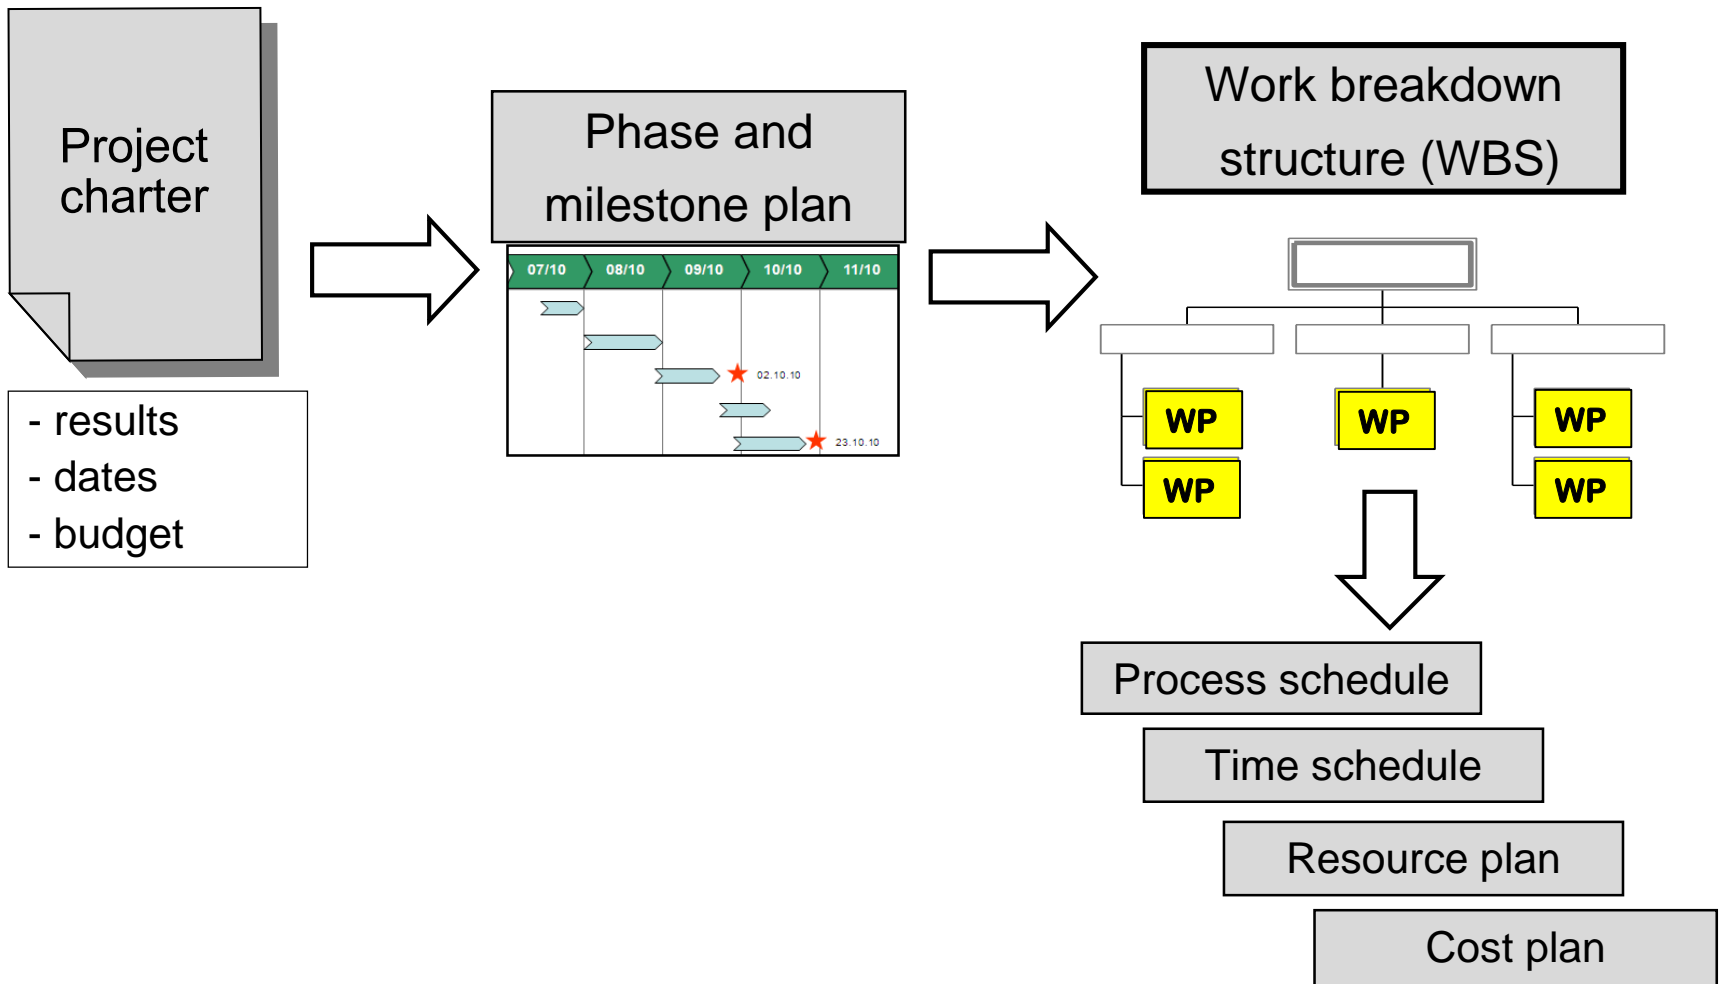 Project
charter
- results
- dates
- budget
Phase and
milestone plan
07/10 08/10 09/10 10/10 11/10
02.10.10
23.10.10
Work breakdown
structure (WBS)
WP WP WP
WP WP
Process schedule
Time schedule
Resource plan
Cost plan